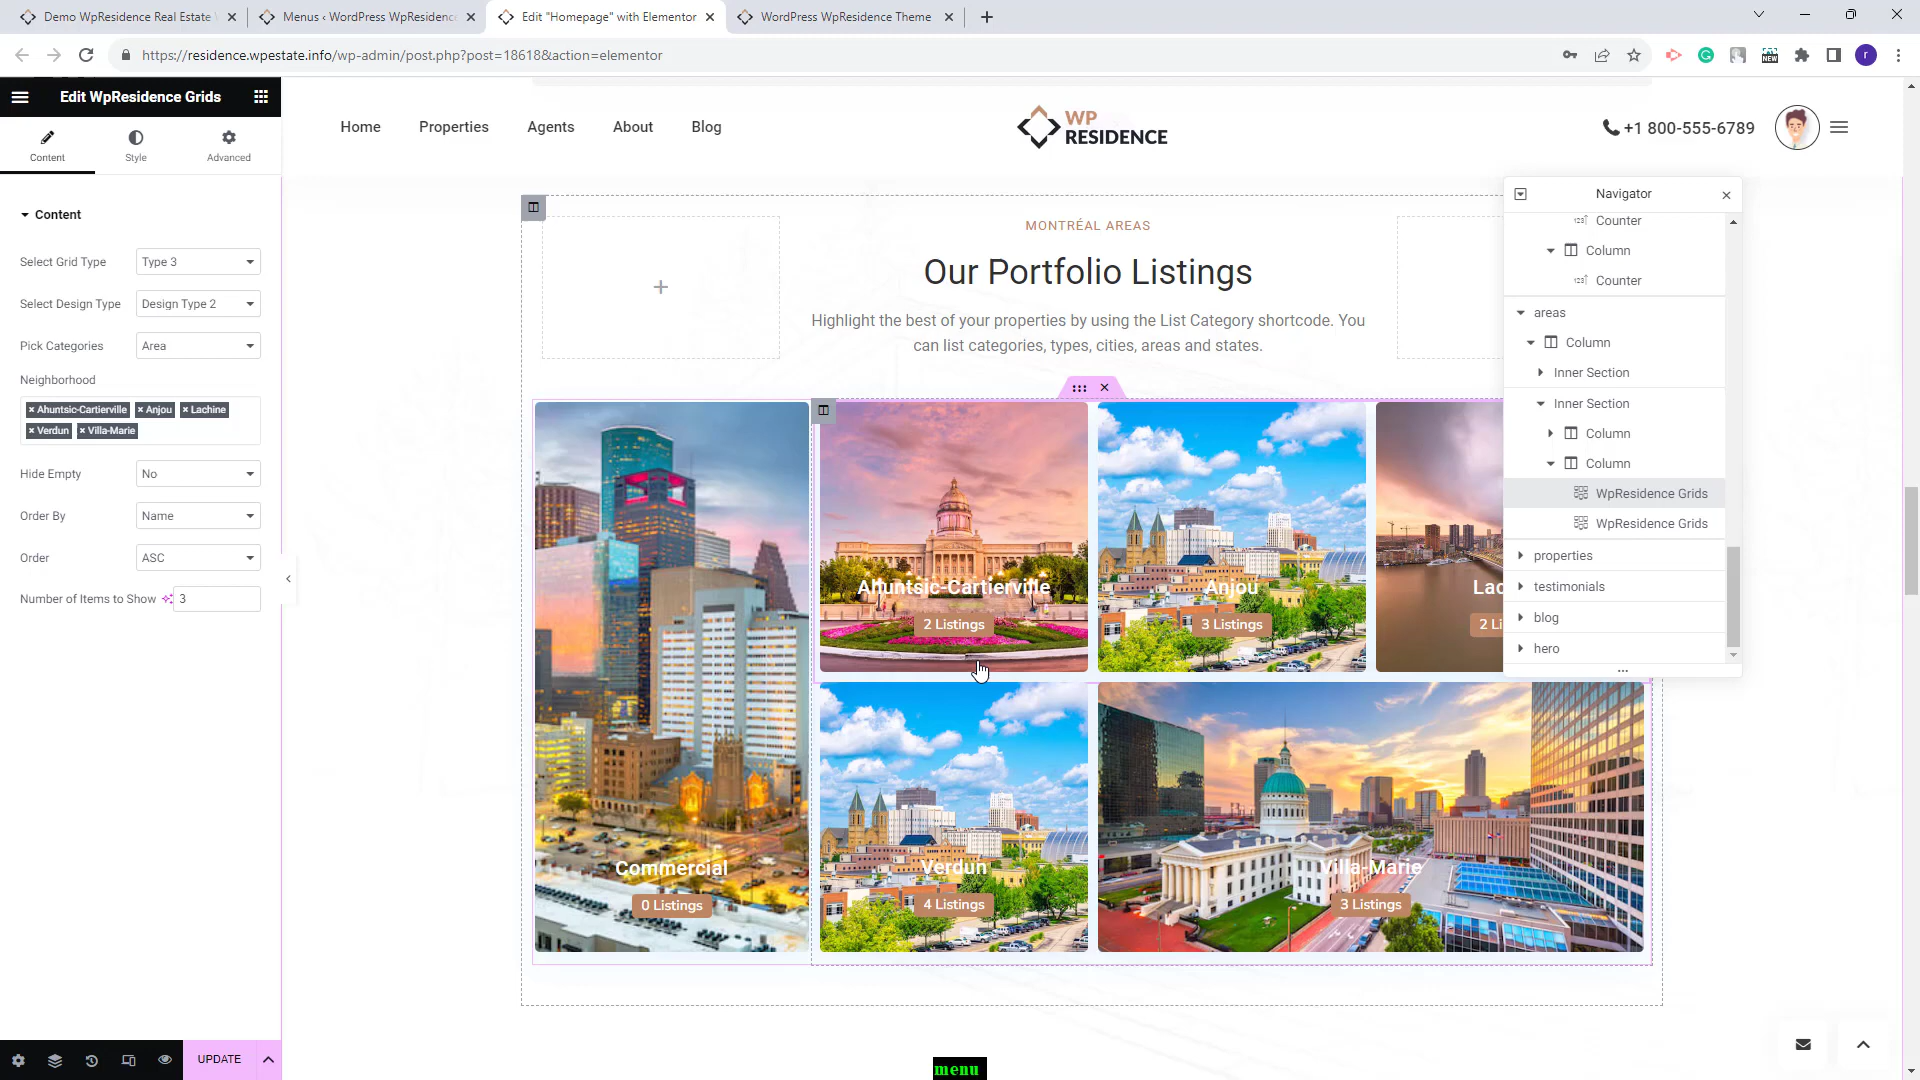 Demo WpResidence Real Estate
Menus ‹ WordPress WpResidence
Edit "Homepage" with Elementor
WordPress WpResidence Theme
https://residence.wpestate.info/wp-admin/post.php?post=18618&action=elementor
NEW
r
Edit WpResidence Grids
Content
Style
Advanced
Content
Select Grid Type
Type 3
Select Design Type
Design Type 2
Pick Categories
Area
Neighborhood
× Ahuntsic-Cartierville × Anjou × Lachine
× Verdun × Villa-Marie
Hide Empty
No
Order By
Name
Order
ASC
Number of Items to Show
3
UPDATE
Home
Properties
Agents
About
Blog
WP
RESIDENCE
+1 800-555-6789
MONTRÉAL AREAS
Our Portfolio Listings
Highlight the best of your properties by using the List Category shortcode. You
can list categories, types, cities, areas and states.
Commercial
0 Listings
Ahuntsic-Cartierville
2 Listings
Anjou
3 Listings
Lac
2 Li
Verdun
4 Listings
Villa-Marie
3 Listings
Navigator
Counter
Column
Counter
areas
Column
Inner Section
Inner Section
Column
Column
WpResidence Grids
WpResidence Grids
properties
testimonials
blog
hero
menu